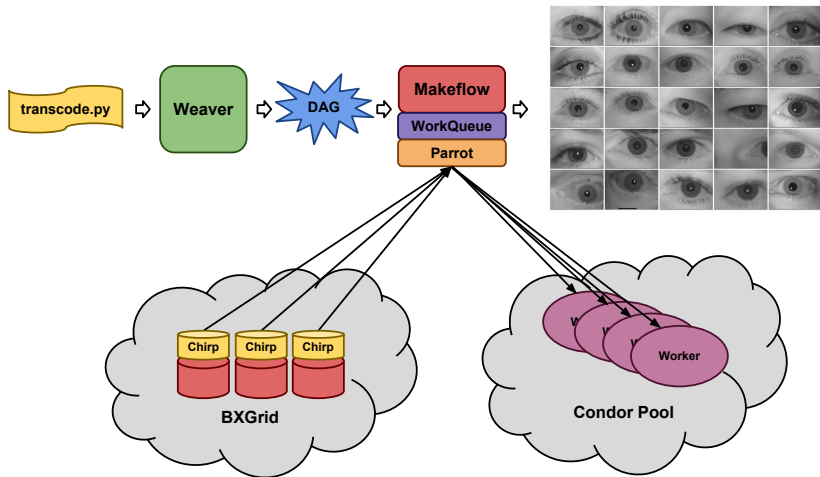 transcode.py
Weaver
DAG
Makeflow
WorkQueue
Parrot
Chirp
Chirp
Chirp
BXGrid
W
W
W
Worker
Condor Pool